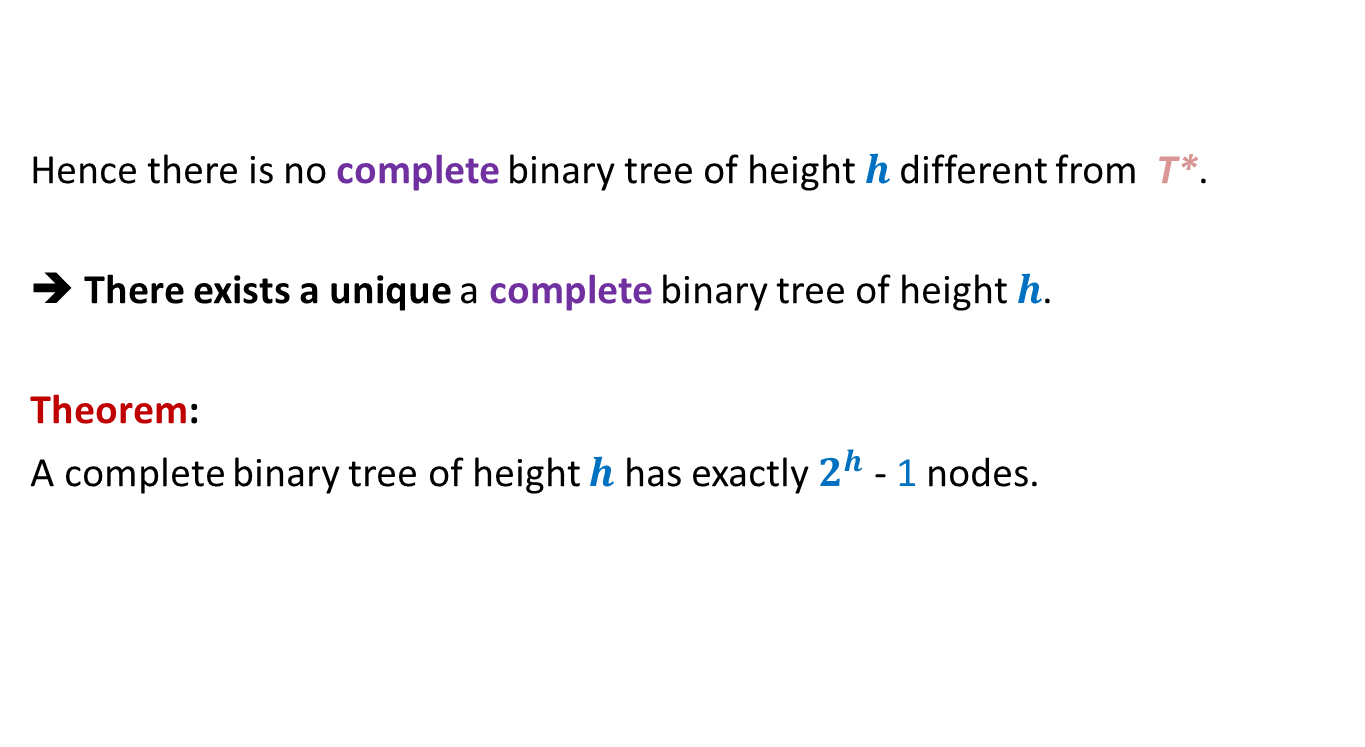 Hence there is no complete binary tree of height h different from T*.
➔ There exists a unique a complete binary tree of height h.
Theorem:
A complete binary tree of height h has exactly 2^h - 1 nodes.